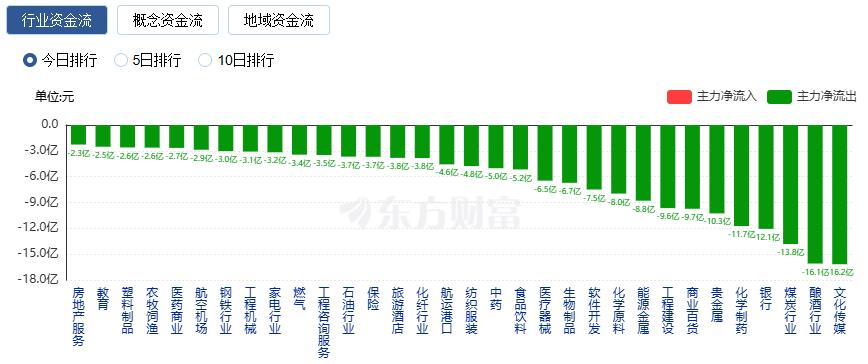 行业资金流 概念资金流 地域资金流
今日排行 5日排行 10日排行
单位:元 主力净流入 主力净流出
0.0
-3.0亿
-6.0亿
-9.0亿
-12.0亿
-15.0亿
-18.0亿
-2.3亿 -2.5亿 -2.6亿 -2.6亿 -2.7亿 -2.9亿 -3.0亿 -3.1亿 -3.2亿 -3.4亿 -3.5亿 -3.7亿 -3.7亿 -3.8亿 -3.8亿 -4.6亿 -4.8亿 -5.0亿 -5.2亿 -6.5亿 -6.7亿 -7.5亿 -8.0亿 -8.8亿 -9.6亿 -9.7亿 -10.3亿 -11.7亿 -12.1亿 -13.8亿 -16.1亿 -16.2亿
东方财富
房地产服务
教育
塑料制品
农牧饲渔
医药商业
航空机场
钢铁行业
工程机械
家电行业
燃气
工程咨询服务
石油行业
保险
旅游酒店
化纤行业
航运港口
纺织服装
中药
食品饮料
医疗器械
生物制品
软件开发
化学原料
能源金属
工程建设
商业百货
贵金属
化学制药
银行
煤炭行业
酿酒行业
文化传媒